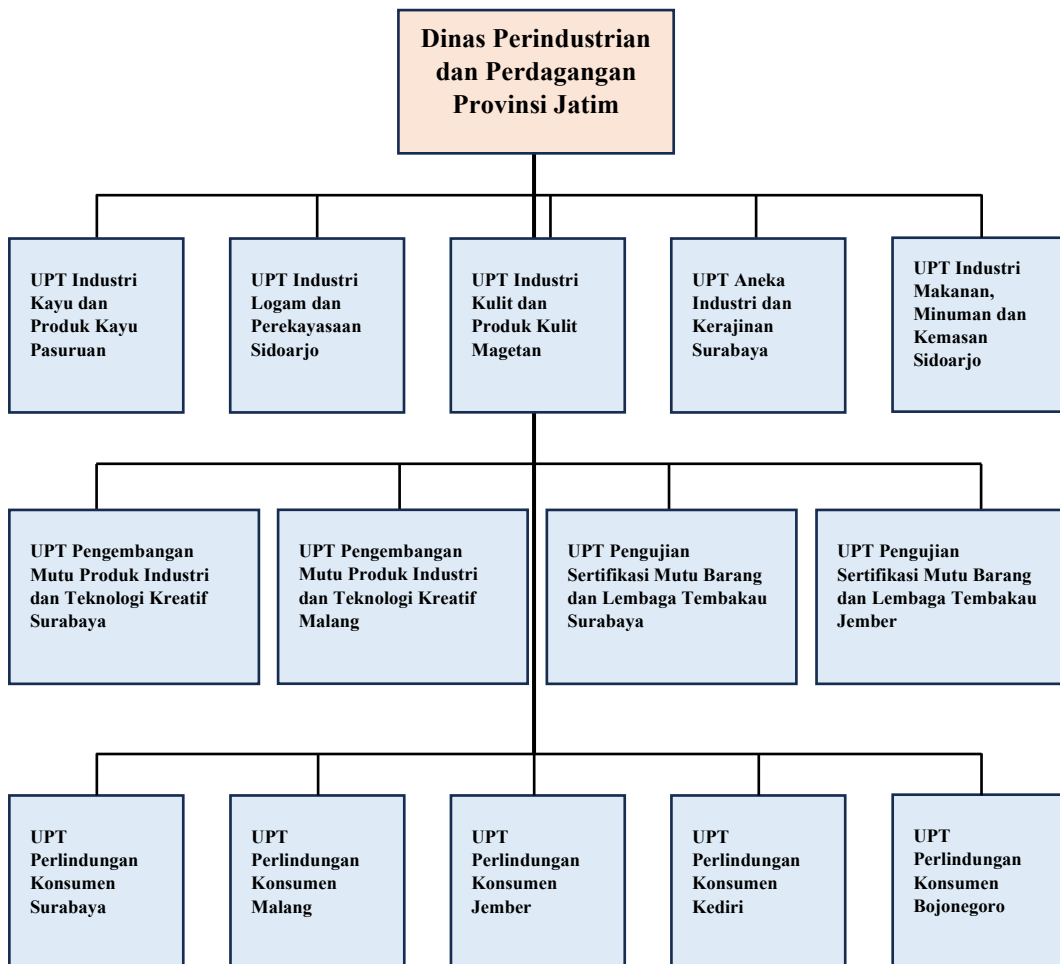 Dinas Perindustrian
dan Perdagangan
Provinsi Jatim
UPT Industri
Kayu dan
Produk Kayu
Pasuruan
UPT Industri
Logam dan
Perekayasaan
Sidoarjo
UPT Industri
Kulit dan
Produk Kulit
Magetan
UPT Aneka
Industri dan
Kerajinan
Surabaya
UPT Industri
Makanan,
Minuman dan
Kemasan
Sidoarjo
UPT Pengembangan
Mutu Produk Industri
dan Teknologi Kreatif
Surabaya
UPT Pengembangan
Mutu Produk Industri
dan Teknologi Kreatif
Malang
UPT Pengujian
Sertifikasi Mutu Barang
dan Lembaga Tembakau
Surabaya
UPT Pengujian
Sertifikasi Mutu Barang
dan Lembaga Tembakau
Jember
UPT
Perlindungan
Konsumen
Surabaya
UPT
Perlindungan
Konsumen
Malang
UPT
Perlindungan
Konsumen
Jember
UPT
Perlindungan
Konsumen
Kediri
UPT
Perlindungan
Konsumen
Bojonegoro